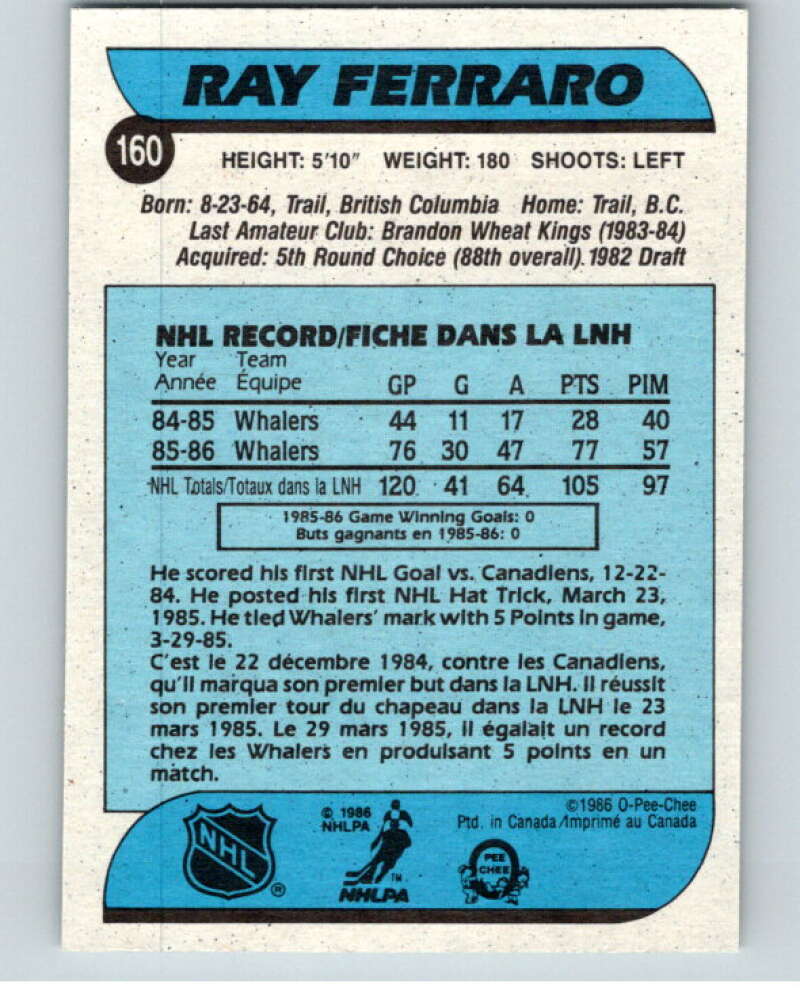 RAY FERRARO
160
HEIGHT: 5'10" WEIGHT: 180 SHOOTS: LEFT
Born: 8-23-64, Trail, British Columbia Home: Trail, B.C.
Last Amateur Club: Brandon Wheat Kings (1983-84)
Acquired: 5th Round Choice (88th overall). 1982 Draft
NHL RECORD/FICHE DANS LA LNH
Year Team
Année Équipe GP G A PTS PIM
84-85 Whalers 44 11 17 28 40
85-86 Whalers 76 30 47 77 57
NHL Totals/Totaux dans la LNH 120 41 64 105 97
1985-86 Game Winning Goals: 0
Buts gagnants en 1985-86: 0
He scored his first NHL Goal vs. Canadiens, 12-22-
84. He posted his first NHL Hat Trick, March 23,
1985. He tied Whalers' mark with 5 Points in game,
3-29-85.
C'est le 22 décembre 1984, contre les Canadiens,
qu'il marqua son premier but dans la LNH. Il réussit
son premier tour du chapeau dans la LNH le 23
mars 1985. Le 29 mars 1985, il égalait un record
chez les Whalers en produisant 5 points en un
match.
NHL ®
© 1986
NHLPA
TM
NHLPA
PEE
CHEE
©1986 O-Pee-Chee
Ptd. in Canada/Imprimé au Canada